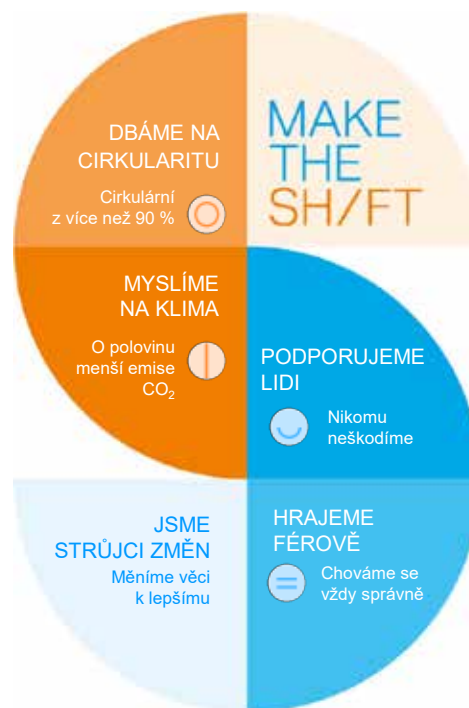 DBÁME NA
CIRKULARITU
Cirkulární
z více než 90 %
MAKE
THE
SH/FT
MYSLÍME
NA KLIMA
O polovinu
menší emise
CO₂
PODPORUJEME
LIDI
Nikomu
neškodíme
JSME
STRŮJCI ZMĚN
Měníme věci
k lepšímu
HRAJEME
FÉROVĚ
Chováme se
vždy správně